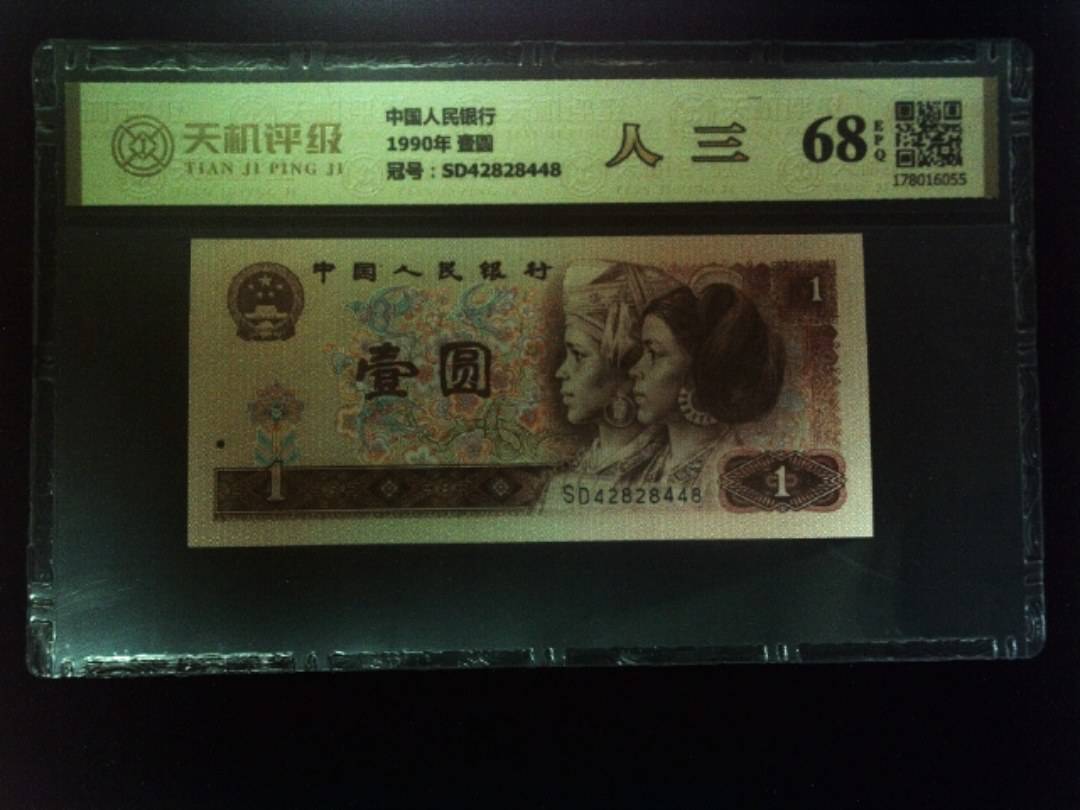 天机评级
TIAN JI PING JI
中国人民银行
1990年 壹圆
冠号：SD42828448
人 三
68
EPQ
178016055
中国人民银行
1
壹圆
1
SD42828448
1